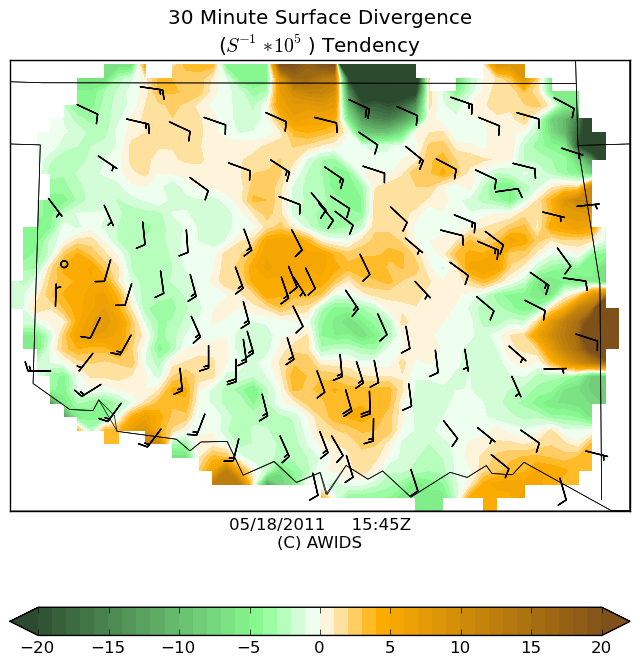 30 Minute Surface Divergence
(S⁻¹ *10⁵ ) Tendency
05/18/2011 15:45Z
(C) AWIDS
−20 −15 −10 −5 0 5 10 15 20